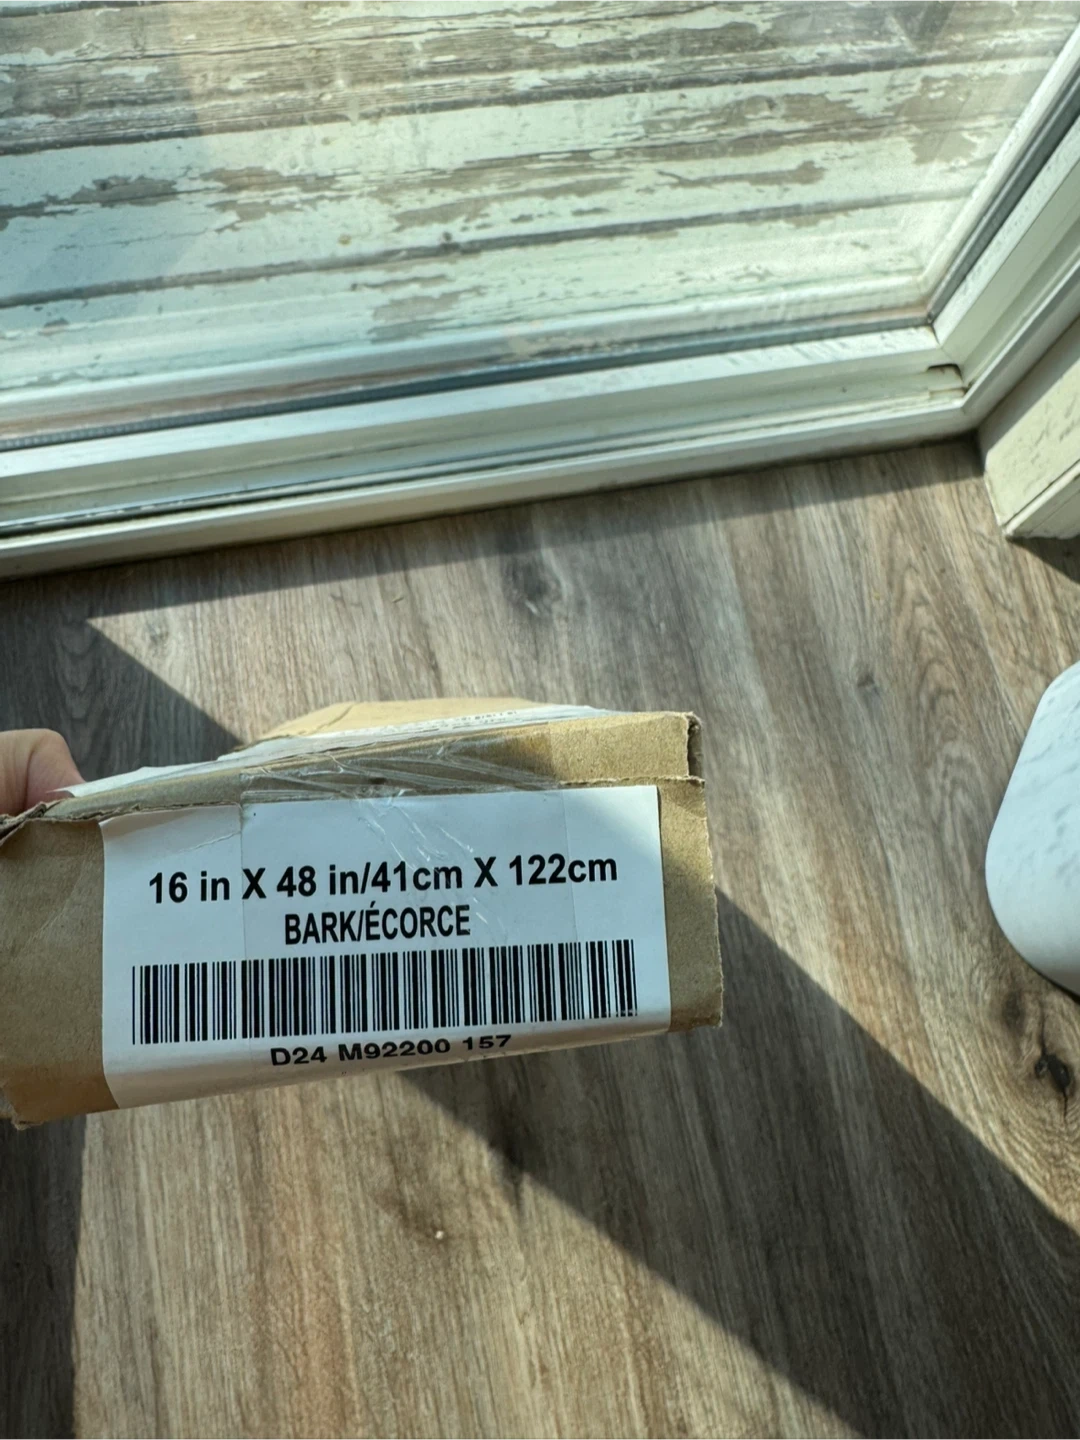 16 in X 48 in/41cm X 122cm
BARK/ÉCORCE
D24 M92200 157